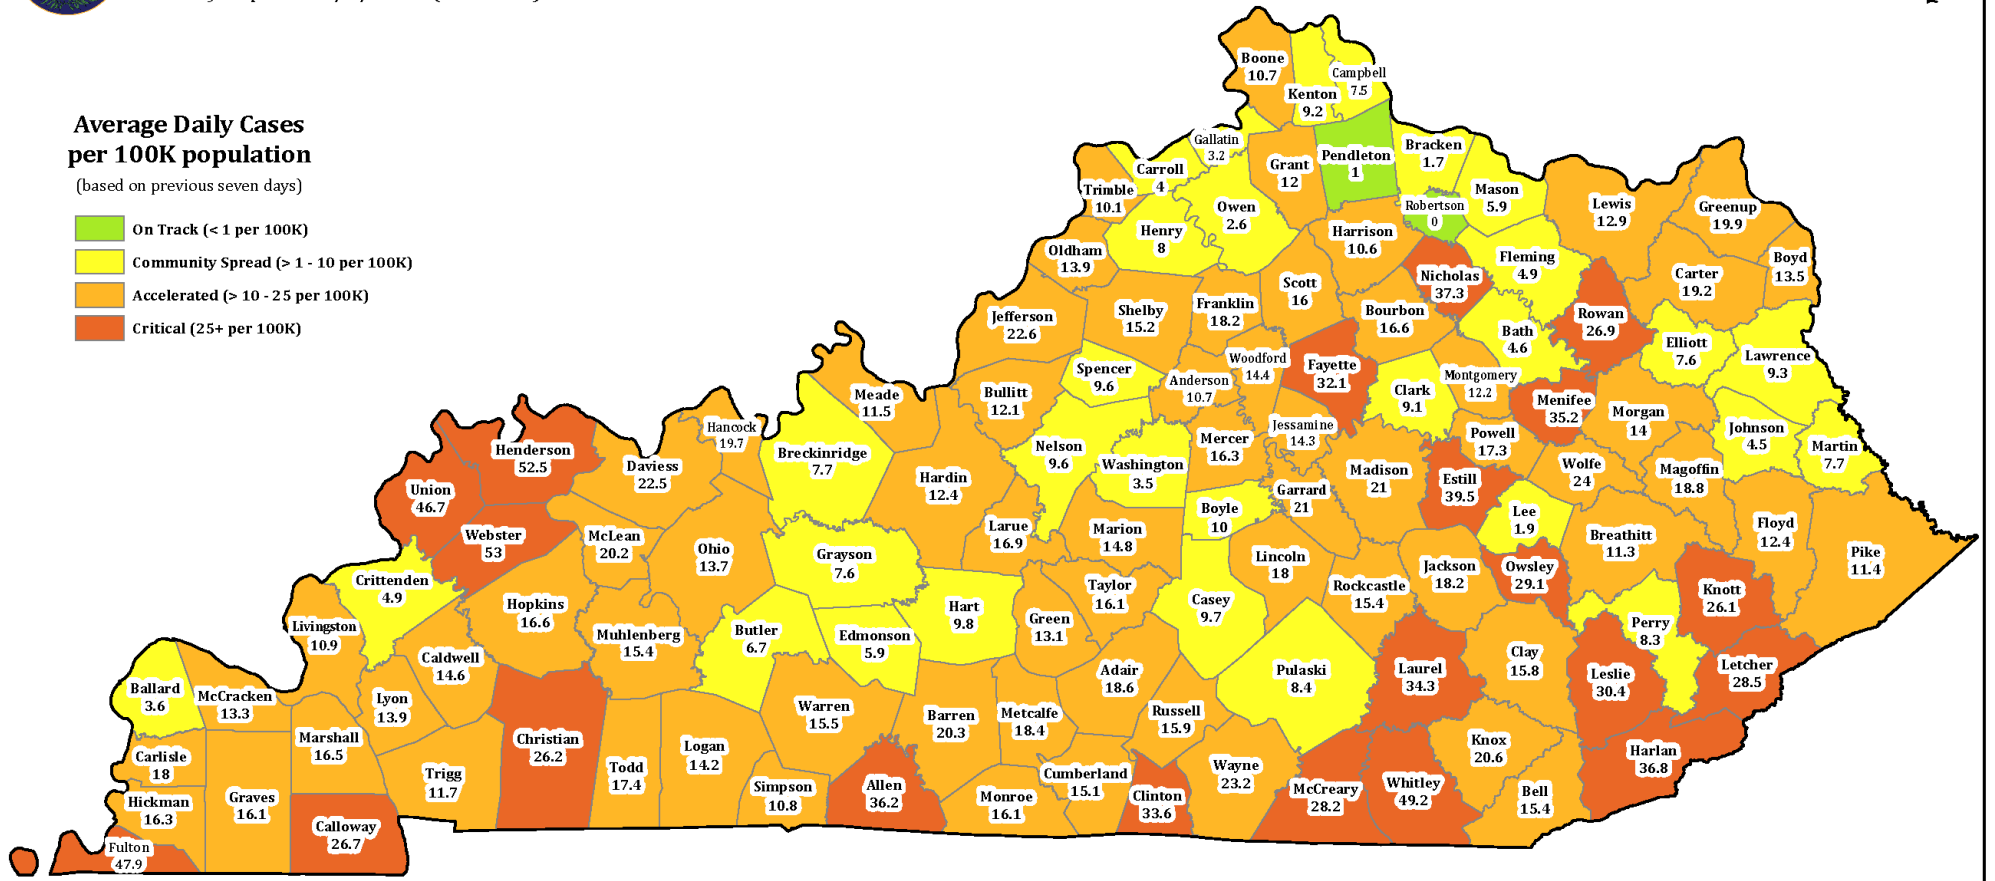 Average Daily Cases
per 100K population
(based on previous seven days)
On Track (< 1 per 100K)
Community Spread (> 1 - 10 per 100K)
Accelerated (> 10 - 25 per 100K)
Critical (25+ per 100K)
Boone
10.7
Kenton
9.2
Campbell
7.5
Gallatin
3.2
Carroll
4
Trimble
10.1
Grant
12
Pendleton
1
Bracken
1.7
Mason
5.9
Robertson
0
Lewis
12.9
Greenup
19.9
Owen
2.6
Henry
8
Oldham
13.9
Harrison
10.6
Nicholas
37.3
Fleming
4.9
Carter
19.2
Boyd
13.5
Jefferson
22.6
Shelby
15.2
Franklin
18.2
Scott
16
Bourbon
16.6
Bath
4.6
Rowan
26.9
Elliott
7.6
Lawrence
9.3
Meade
11.5
Bullitt
12.1
Spencer
9.6
Anderson
10.7
Woodford
14.4
Fayette
32.1
Clark
9.1
Montgomery
12.2
Menifee
35.2
Morgan
14
Johnson
4.5
Martin
7.7
Henderson
52.5
Union
46.7
Webster
53
Daviess
22.5
Hancock
19.7
Breckinridge
7.7
Hardin
12.4
Nelson
9.6
Washington
3.5
Mercer
16.3
Jessamine
14.3
Garrard
21
Madison
21
Powell
17.3
Estill
39.5
Wolfe
24
Magoffin
18.8
Lee
1.9
Breathitt
11.3
Floyd
12.4
Pike
11.4
McLean
20.2
Ohio
13.7
Grayson
7.6
Larue
16.9
Marion
14.8
Boyle
10
Lincoln
18
Rockcastle
15.4
Jackson
18.2
Owsley
29.1
Knott
26.1
Crittenden
4.9
Livingston
10.9
Hopkins
16.6
Muhlenberg
15.4
Butler
6.7
Edmonson
5.9
Hart
9.8
Green
13.1
Taylor
16.1
Casey
9.7
Pulaski
8.4
Laurel
34.3
Clay
15.8
Perry
8.3
Leslie
30.4
Letcher
28.5
Ballard
3.6
McCracken
13.3
Lyon
13.9
Caldwell
14.6
Carlisle
18
Marshall
16.5
Trigg
11.7
Christian
26.2
Todd
17.4
Logan
14.2
Warren
15.5
Simpson
10.8
Allen
36.2
Barren
20.3
Metcalfe
18.4
Adair
18.6
Russell
15.9
Cumberland
15.1
Monroe
16.1
Clinton
33.6
Wayne
23.2
McCreary
28.2
Whitley
49.2
Knox
20.6
Bell
15.4
Harlan
36.8
Hickman
16.3
Graves
16.1
Calloway
26.7
Fulton
47.9